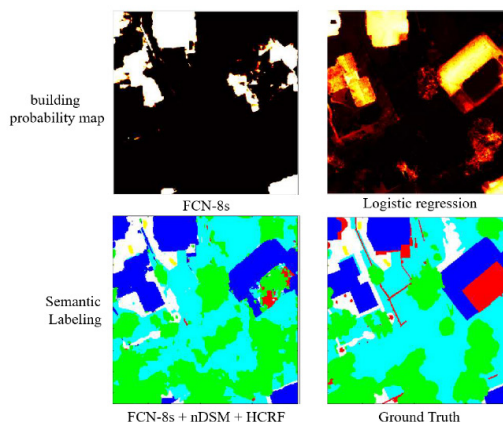 building
probability map
FCN-8s
Logistic regression
Semantic
Labeling
FCN-8s + nDSM + HCRF
Ground Truth